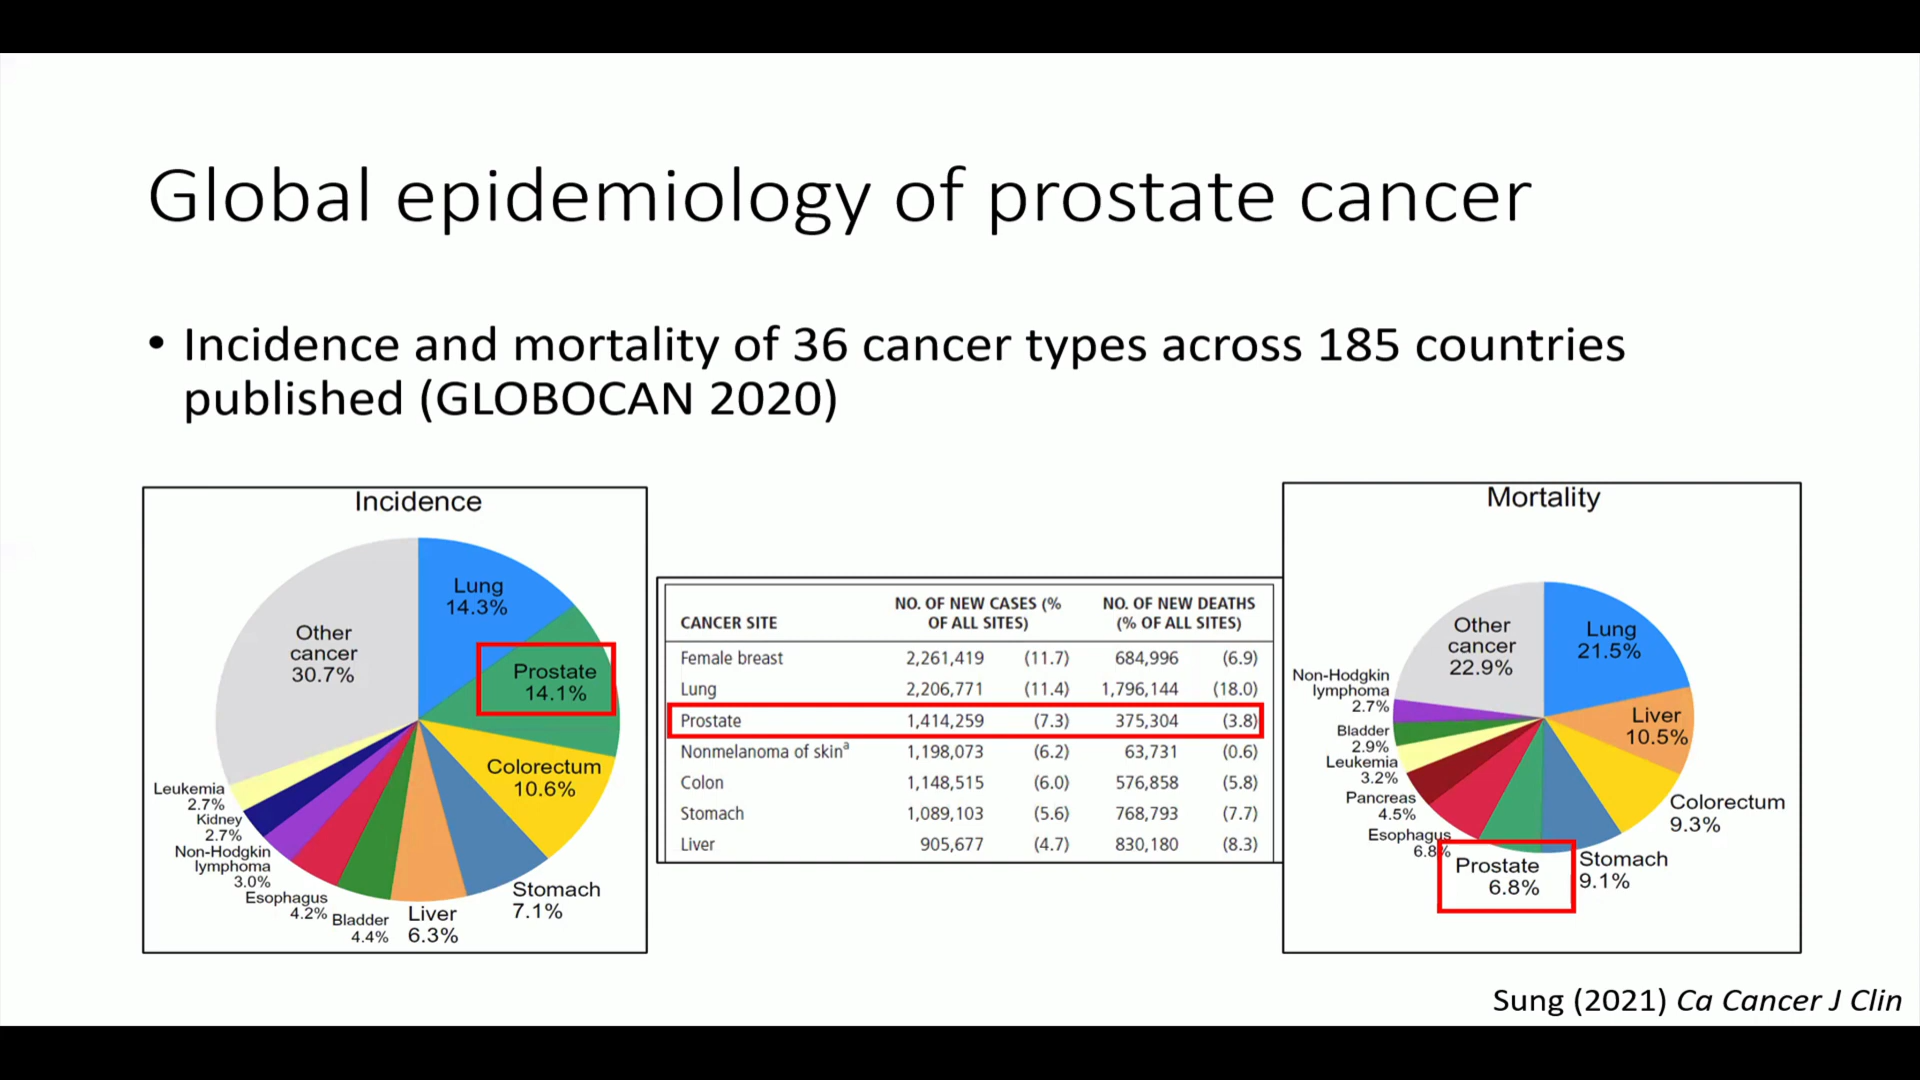 Global epidemiology of prostate cancer
• Incidence and mortality of 36 cancer types across 185 countries
published (GLOBOCAN 2020)
Incidence
Lung
14.3%
Prostate
14.1%
Colorectum
10.6%
Stomach
7.1%
Liver
6.3%
Bladder
4.4%
Esophagus
4.2%
Non-Hodgkin
lymphoma
3.0%
Kidney
2.7%
Leukemia
2.7%
Other
cancer
30.7%
CANCER SITE NO. OF NEW CASES (% OF ALL SITES) NO. OF NEW DEATHS (% OF ALL SITES)
Female breast 2,261,419 (11.7) 684,996 (6.9)
Lung 2,206,771 (11.4) 1,796,144 (18.0)
Prostate 1,414,259 (7.3) 375,304 (3.8)
Nonmelanoma of skinª 1,198,073 (6.2) 63,731 (0.6)
Colon 1,148,515 (6.0) 576,858 (5.8)
Stomach 1,089,103 (5.6) 768,793 (7.7)
Liver 905,677 (4.7) 830,180 (8.3)
Mortality
Lung
21.5%
Liver
10.5%
Colorectum
9.3%
Stomach
9.1%
Prostate
6.8%
Esophagus
6.8%
Pancreas
4.5%
Leukemia
3.2%
Bladder
2.9%
Non-Hodgkin
lymphoma
2.7%
Other
cancer
22.9%
Sung (2021) Ca Cancer J Clin